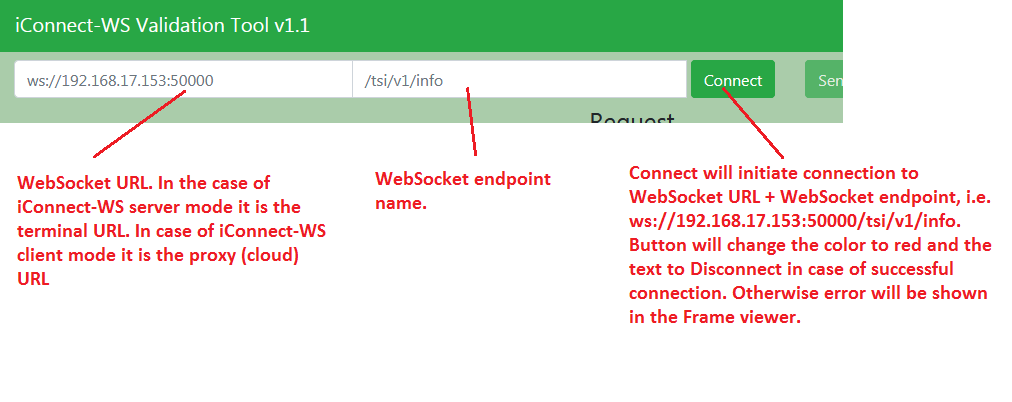 iConnect-WS Validation Tool v1.1
ws://192.168.17.153:50000 /tsi/v1/info Connect Sen
Request
WebSocket URL. In the case of
iConnect-WS server mode it is the
terminal URL. In case of iConnect-WS
client mode it is the proxy (cloud)
URL
WebSocket endpoint
name.
Connect will initiate connection to
WebSocket URL + WebSocket endpoint, i.e.
ws://192.168.17.153:50000/tsi/v1/info.
Button will change the color to red and the
text to Disconnect in case of successful
connection. Otherwise error will be shown
in the Frame viewer.